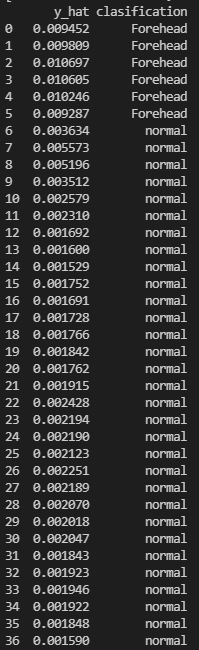 y_hat clasification
0 0.009452 Forehead
1 0.009809 Forehead
2 0.010697 Forehead
3 0.010605 Forehead
4 0.010246 Forehead
5 0.009287 Forehead
6 0.003634 normal
7 0.005573 normal
8 0.005196 normal
9 0.003512 normal
10 0.002579 normal
11 0.002310 normal
12 0.001692 normal
13 0.001600 normal
14 0.001529 normal
15 0.001752 normal
16 0.001691 normal
17 0.001728 normal
18 0.001766 normal
19 0.001842 normal
20 0.001762 normal
21 0.001915 normal
22 0.002428 normal
23 0.002194 normal
24 0.002190 normal
25 0.002123 normal
26 0.002251 normal
27 0.002189 normal
28 0.002070 normal
29 0.002018 normal
30 0.002047 normal
31 0.001843 normal
32 0.001923 normal
33 0.001946 normal
34 0.001922 normal
35 0.001848 normal
36 0.001590 normal